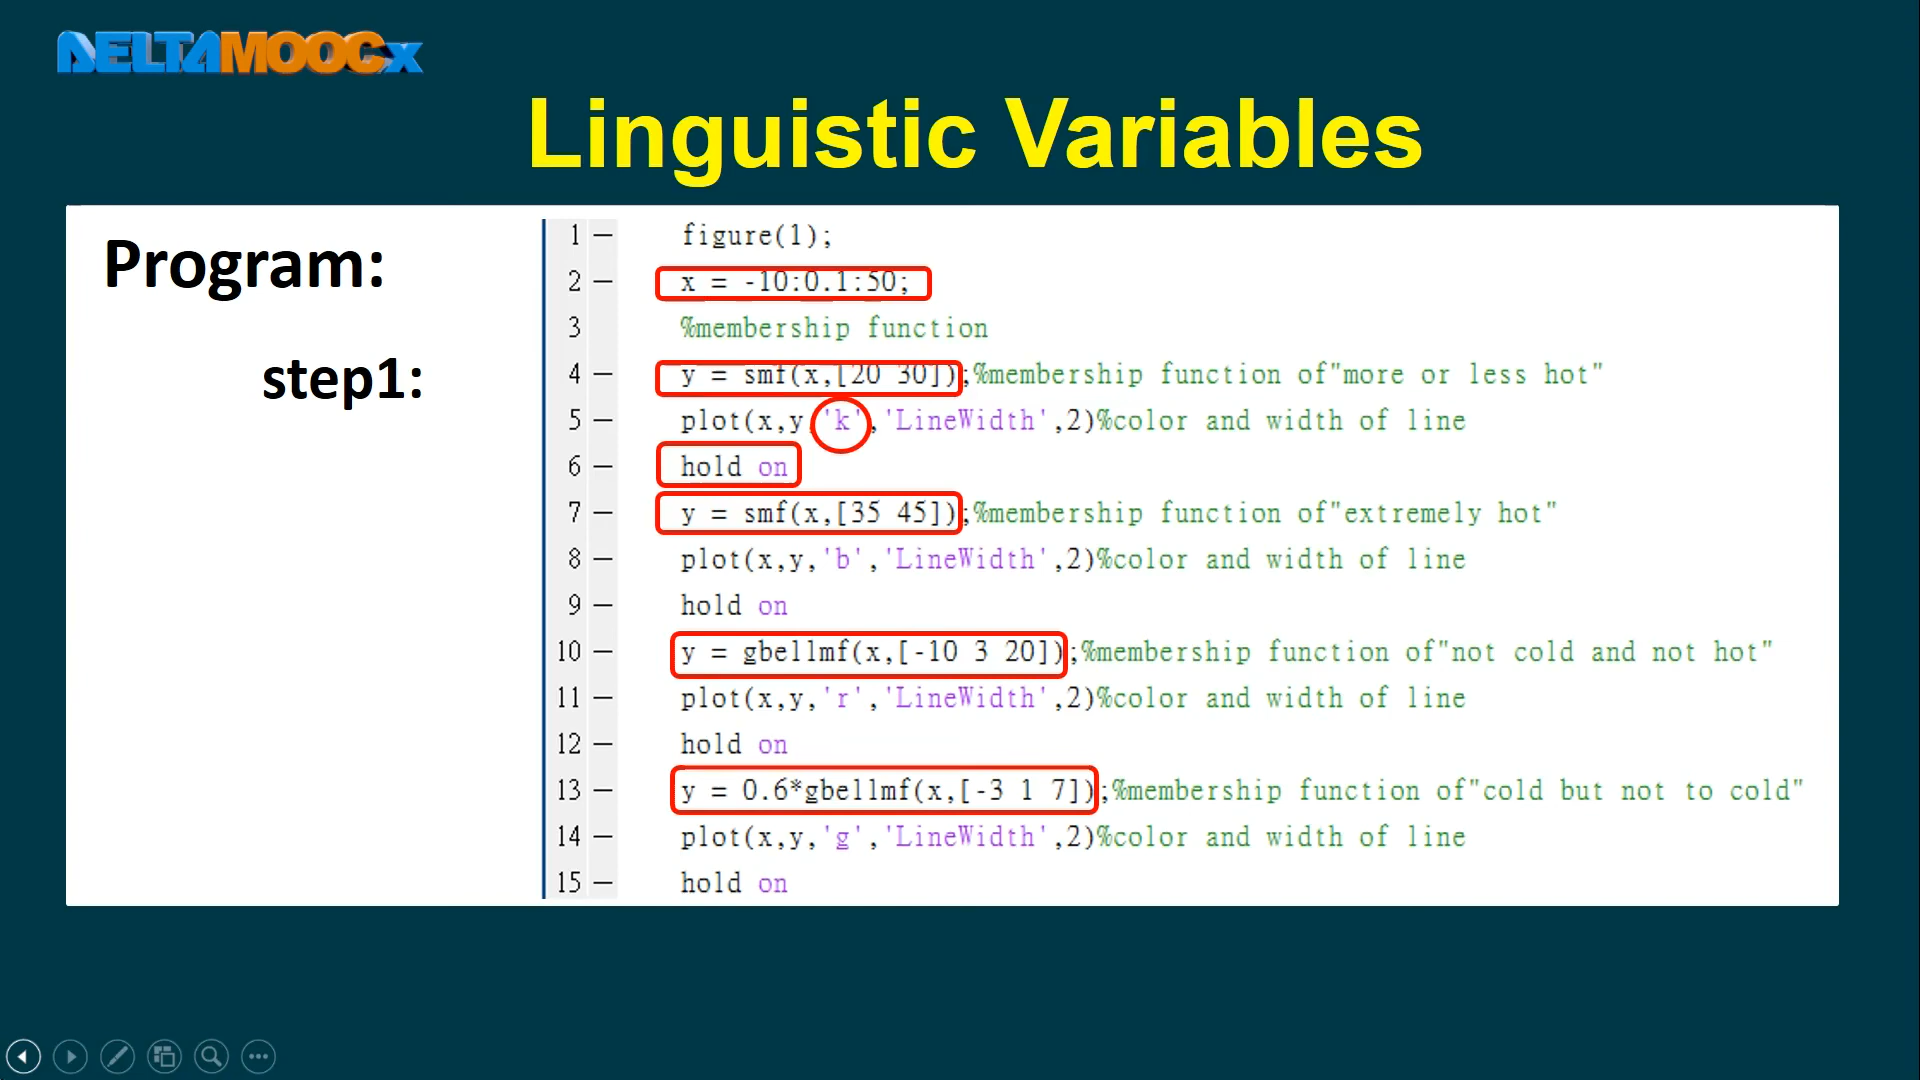 DELTAMOOCx
Linguistic Variables
Program:
step1:
1 — figure(1);
2 — x = -10:0.1:50;
3 %membership function
4 — y = smf(x,[20 30]);%membership function of"more or less hot"
5 — plot(x,y,'k','LineWidth',2)%color and width of line
6 — hold on
7 — y = smf(x,[35 45]);%membership function of"extremely hot"
8 — plot(x,y,'b','LineWidth',2)%color and width of line
9 — hold on
10 — y = gbellmf(x,[-10 3 20]);%membership function of"not cold and not hot"
11 — plot(x,y,'r','LineWidth',2)%color and width of line
12 — hold on
13 — y = 0.6*gbellmf(x,[-3 1 7]);%membership function of"cold but not to cold"
14 — plot(x,y,'g','LineWidth',2)%color and width of line
15 — hold on